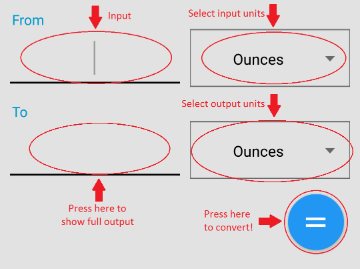 From
Input
Select input units
Ounces
To
Select output units
Ounces
Press here to
show full output
Press here
to convert!
=